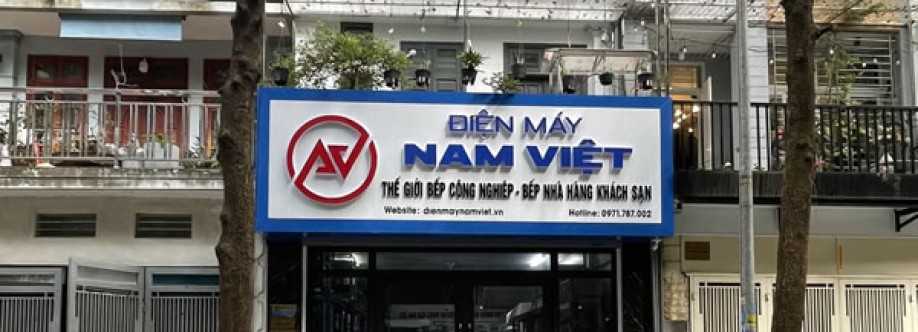 ĐIỆN MÁY
NAM VIỆT
THẾ GIỚI BẾP CÔNG NGHIỆP - BẾP NHÀ HÀNG KHÁCH SẠN
Website: dienmaynamviet.vn Hotline: 0971.787.002